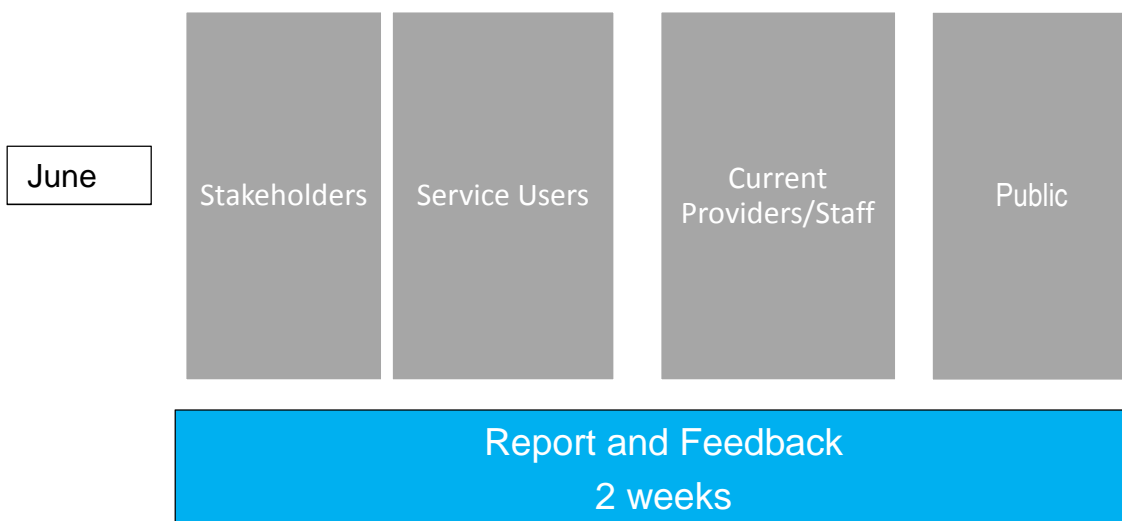 June
Stakeholders
Service Users
Current
Providers/Staff
Public
Report and Feedback
2 weeks